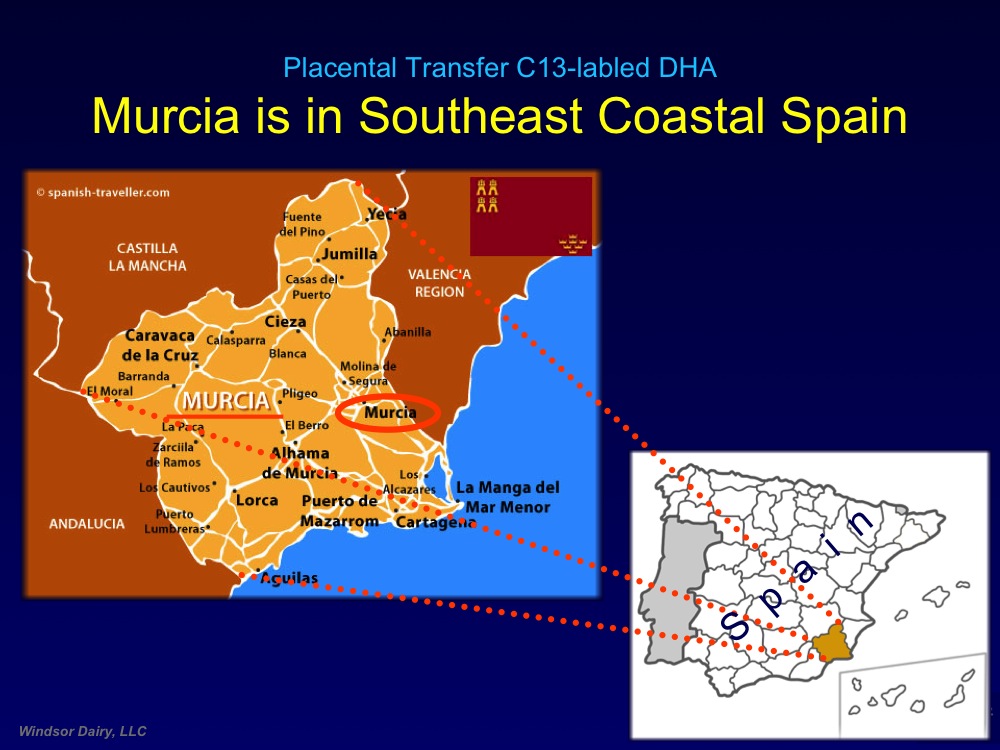 Placental Transfer C13-labled DHA
Murcia is in Southeast Coastal Spain
© spanish-traveller.com
Yecla
Fuente
del Pino
Jumilla
CASTILLA
LA MANCHA
VALENCIA
REGION
Casas del
Puerto
Cieza
Abanilla
Caravaca
de la Cruz
Calasparra
Blanca
Molina de
Segura
Barranda
El Moral
MURCIA
Pligeo
Murcia
La Paca
El Berro
Zarciila
de Ramos
Alhama
de Murcia
Los
Alcazares
Los Cautivos
Lorca
Puerto de
Mazarrom
La Manga del
Mar Menor
Cartagena
ANDALUCIA
Puerto
Lumbreras
Aguilas
Spain
Windsor Dairy, LLC